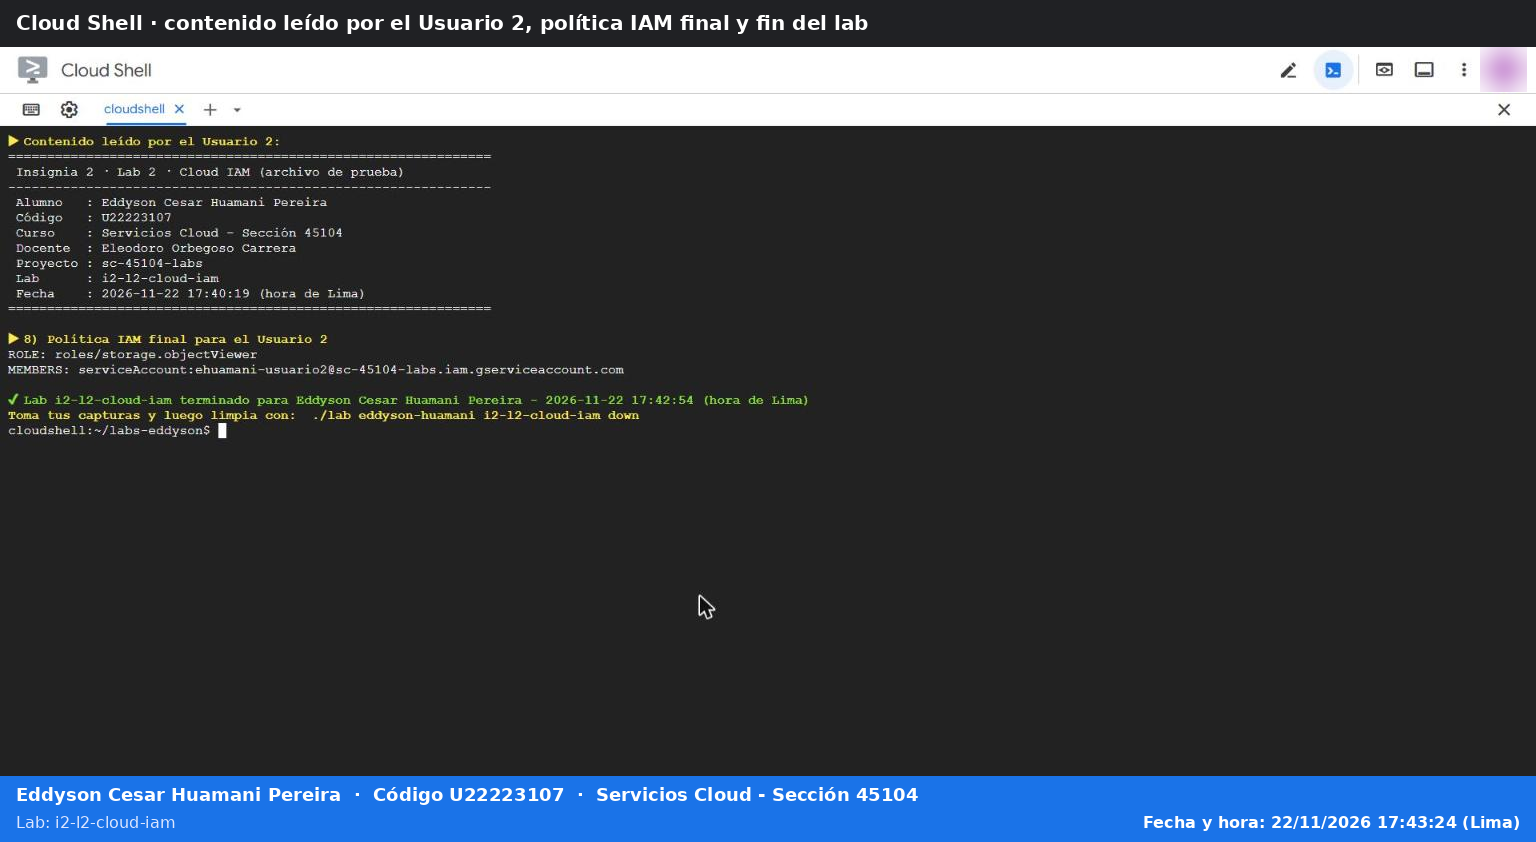 Cloud Shell · contenido leído por el Usuario 2, política IAM final y fin del lab
Cloud Shell
cloudshell
▶ Contenido leído por el Usuario 2:
==============================================================
Insignia 2 · Lab 2 · Cloud IAM (archivo de prueba)
--------------------------------------------------------------
Alumno : Eddyson Cesar Huamani Pereira
Código : U22223107
Curso : Servicios Cloud - Sección 45104
Docente : Eleodoro Orbegoso Carrera
Proyecto : sc-45104-labs
Lab : i2-l2-cloud-iam
Fecha : 2026-11-22 17:40:19 (hora de Lima)
==============================================================
▶ 8) Política IAM final para el Usuario 2
ROLE: roles/storage.objectViewer
MEMBERS: serviceAccount:ehuamani-usuario2@sc-45104-labs.iam.gserviceaccount.com
✔ Lab i2-l2-cloud-iam terminado para Eddyson Cesar Huamani Pereira - 2026-11-22 17:42:54 (hora de Lima)
Toma tus capturas y luego limpia con: ./lab eddyson-huamani i2-l2-cloud-iam down
cloudshell:~/labs-eddyson$
Eddyson Cesar Huamani Pereira · Código U22223107 · Servicios Cloud - Sección 45104
Lab: i2-l2-cloud-iam
Fecha y hora: 22/11/2026 17:43:24 (Lima)